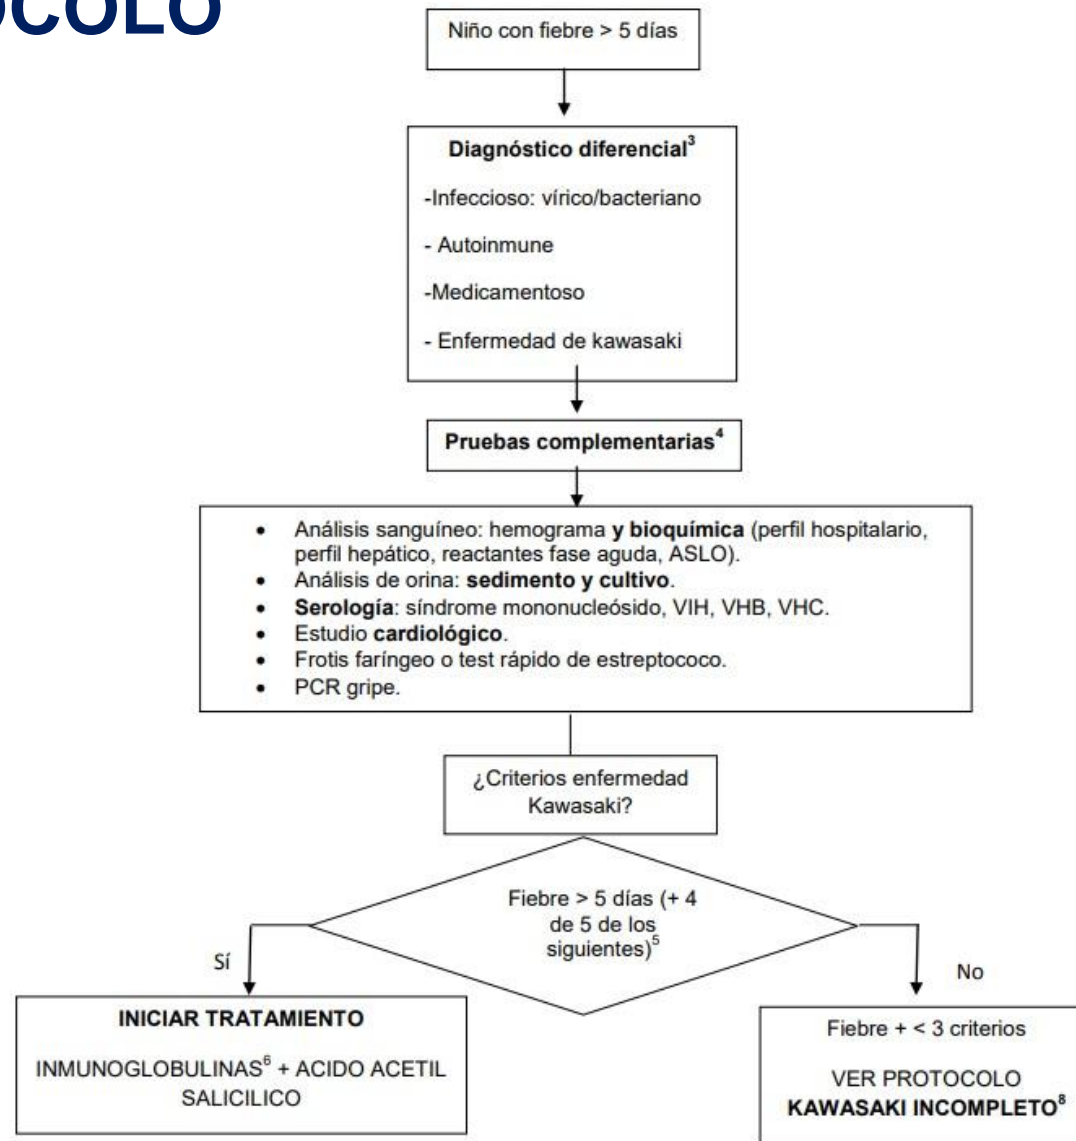 OCOLO
Niño con fiebre > 5 días
Diagnóstico diferencial³
-Infeccioso: vírico/bacteriano
- Autoinmune
-Medicamentoso
- Enfermedad de kawasaki
Pruebas complementarias⁴
• Análisis sanguíneo: hemograma y bioquímica (perfil hospitalario,
perfil hepático, reactantes fase aguda, ASLO).
• Análisis de orina: sedimento y cultivo.
• Serología: síndrome mononucleósido, VIH, VHB, VHC.
• Estudio cardiológico.
• Frotis faríngeo o test rápido de estreptococo.
• PCR gripe.
¿Criterios enfermedad
Kawasaki?
Fiebre > 5 días (+ 4
de 5 de los
siguientes)⁵
Sí
No
INICIAR TRATAMIENTO
INMUNOGLOBULINAS⁶ + ACIDO ACETIL
SALICILICO
Fiebre + < 3 criterios
VER PROTOCOLO
KAWASAKI INCOMPLETO⁸